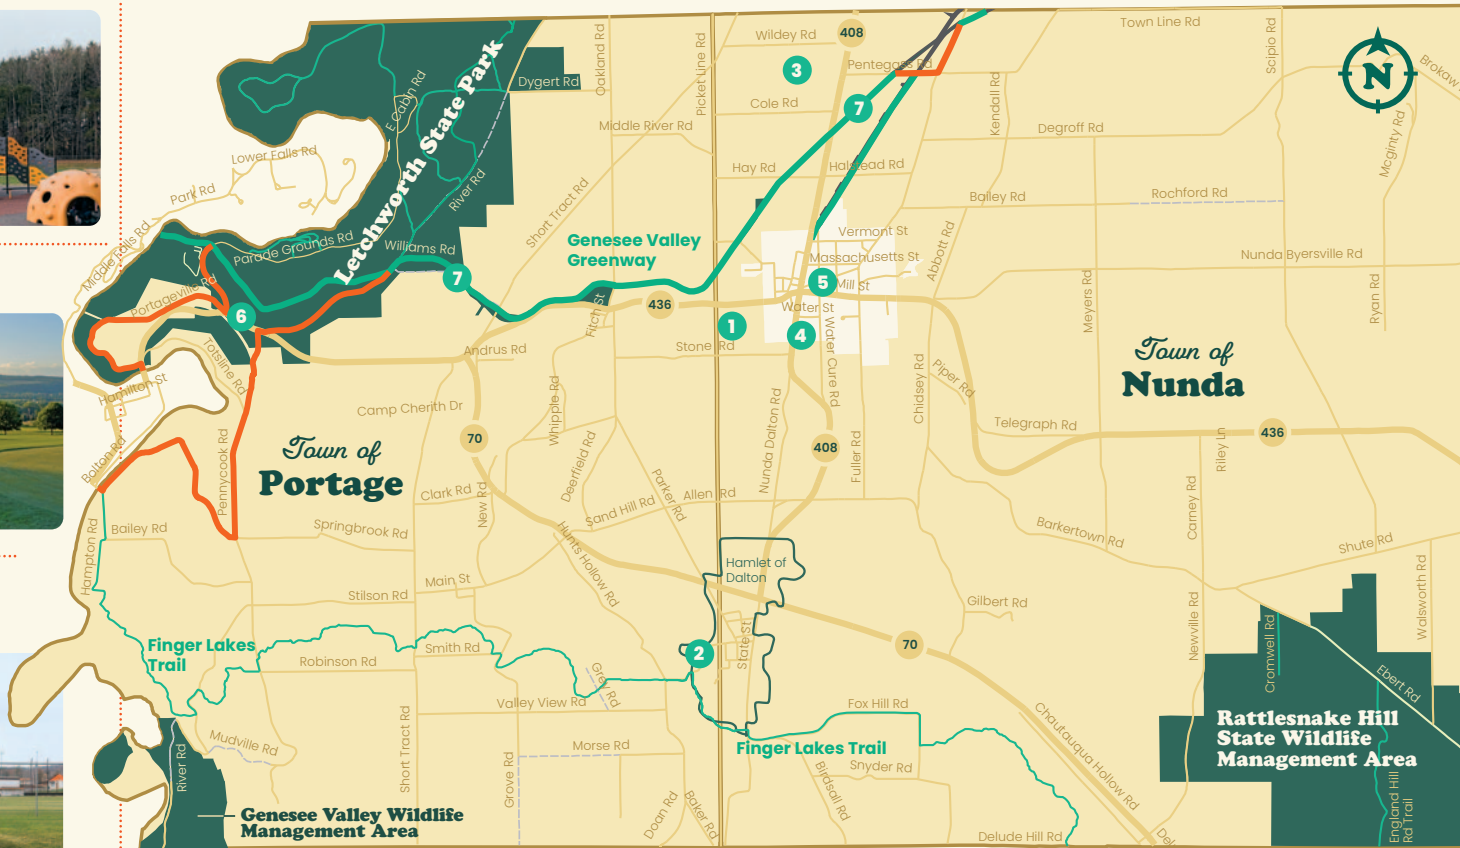 Town Line Rd
Wildey Rd
408
Oakland Rd
Picket Line Rd
Scipio Rd
N
Brokaw
Pentegass Rd
3
Dygert Rd
E Cabin Rd
Letchworth State Park
Cole Rd
7
Kendall Rd
Middle River Rd
Degroff Rd
Mcginty Rd
Lower Falls Rd
Hay Rd
Halstead Rd
Park Rd
River Rd
Short Tract Rd
Bailey Rd
Rochford Rd
Middle Falls Rd
Parade Grounds Rd
Williams Rd
Genesee Valley
Greenway
Vermont St
Massachusetts St
Abbott Rd
Nunda Byersville Rd
Portageville Rd
7
5
Mill St
Meyers Rd
Ryan Rd
6
Fitch St
436
1
Water St
4
Water Cure Rd
Andrus Rd
Stone Rd
Totsline Rd
Hamilton St
Town of
Nunda
Piper Rd
Chidsey Rd
Camp Cherith Dr
Whipple Rd
Nunda Dalton Rd
Telegraph Rd
436
Riley Ln
Town of
Portage
70
408
Fuller Rd
Bolton Rd
Pennycook Rd
Deerfield Rd
Parker Rd
Clark Rd
New Rd
Allen Rd
Sand Hill Rd
Carney Rd
Hampton Rd
Bailey Rd
Springbrook Rd
Hunts Hollow Rd
Barkertown Rd
Shute Rd
Hamlet of
Dalton
Main St
Stilson Rd
Gilbert Rd
Newville Rd
Walsworth Rd
Finger Lakes
Trail
Smith Rd
Robinson Rd
2
State St
70
Cromwell Rd
Ebert Rd
Grey Rd
Valley View Rd
Fox Hill Rd
Rattlesnake Hill
State Wildlife
Management Area
Mudville Rd
River Rd
Short Tract Rd
Morse Rd
Finger Lakes Trail
Chautauqua Hollow Rd
Snyder Rd
Grove Rd
Birdsall Rd
Genesee Valley Wildlife
Management Area
Doan Rd
Baker Rd
Delude Hill Rd
Del
England Hill
Rd Trail